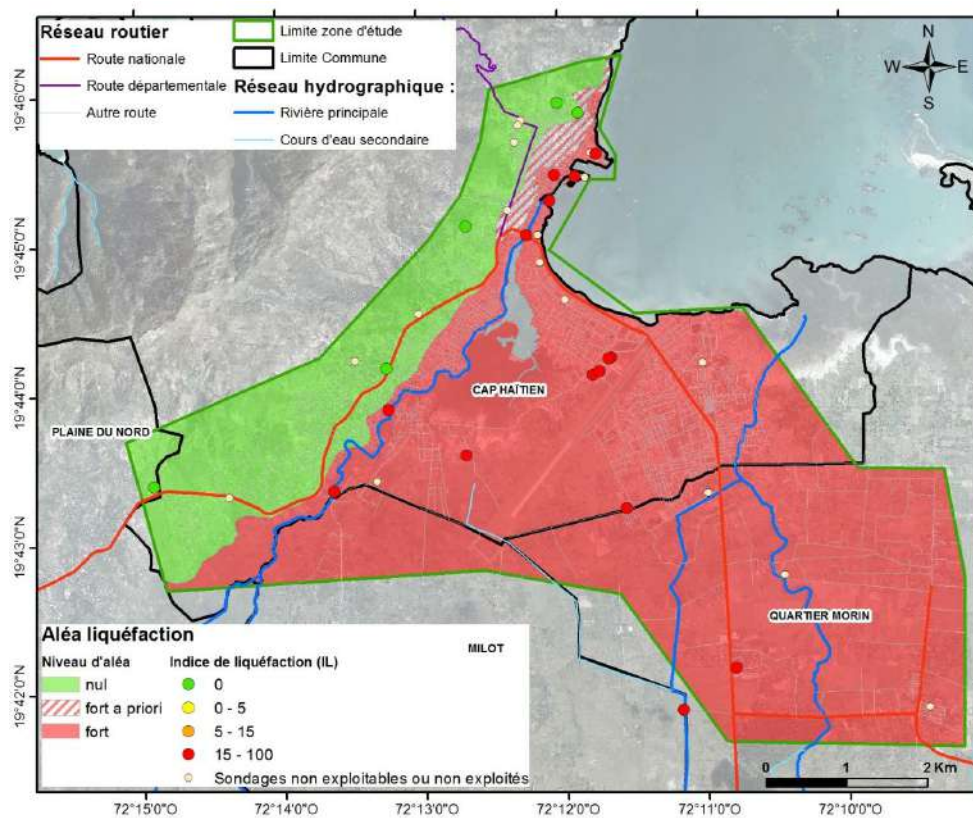 Réseau routier
Route nationale
Route départementale
Autre route
Limite zone d'étude
Limite Commune
Réseau hydrographique :
Rivière principale
Cours d'eau secondaire
N
W E
S
19°46'0"N
19°45'0"N
19°44'0"N
19°43'0"N
19°42'0"N
CAP HAÏTIEN
PLAINE DU NORD
QUARTIER MORIN
MILOT
Aléa liquéfaction
Niveau d'aléa
nul
fort a priori
fort
Indice de liquéfaction (IL)
0
0 - 5
5 - 15
15 - 100
Sondages non exploitables ou non exploités
0 1 2 Km
72°15'0"O 72°14'0"O 72°13'0"O 72°12'0"O 72°11'0"O 72°10'0"O